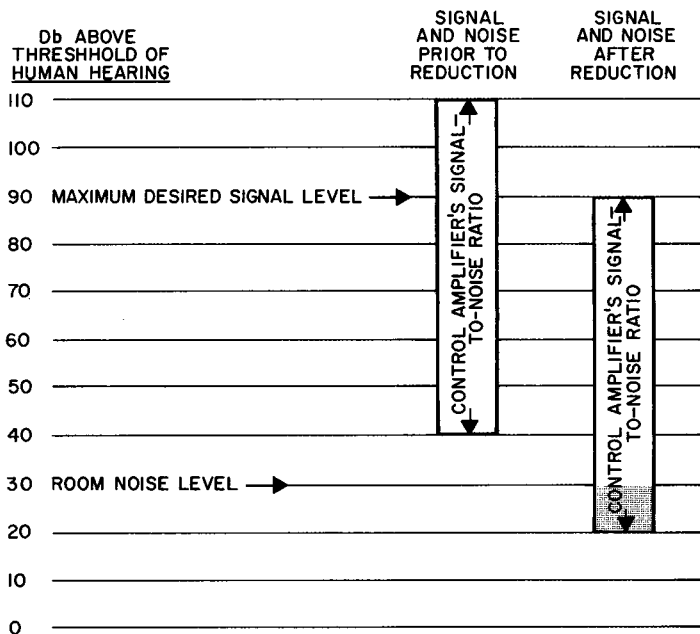 Db ABOVE
THRESHHOLD OF
HUMAN HEARING
SIGNAL
AND NOISE
PRIOR TO
REDUCTION
SIGNAL
AND NOISE
AFTER
REDUCTION
110
100
90 MAXIMUM DESIRED SIGNAL LEVEL
80
70
60
50
40
30 ROOM NOISE LEVEL
20
10
0
CONTROL AMPLIFIER'S SIGNAL-
TO-NOISE RATIO
CONTROL AMPLIFIER'S SIGNAL-
TO-NOISE RATIO